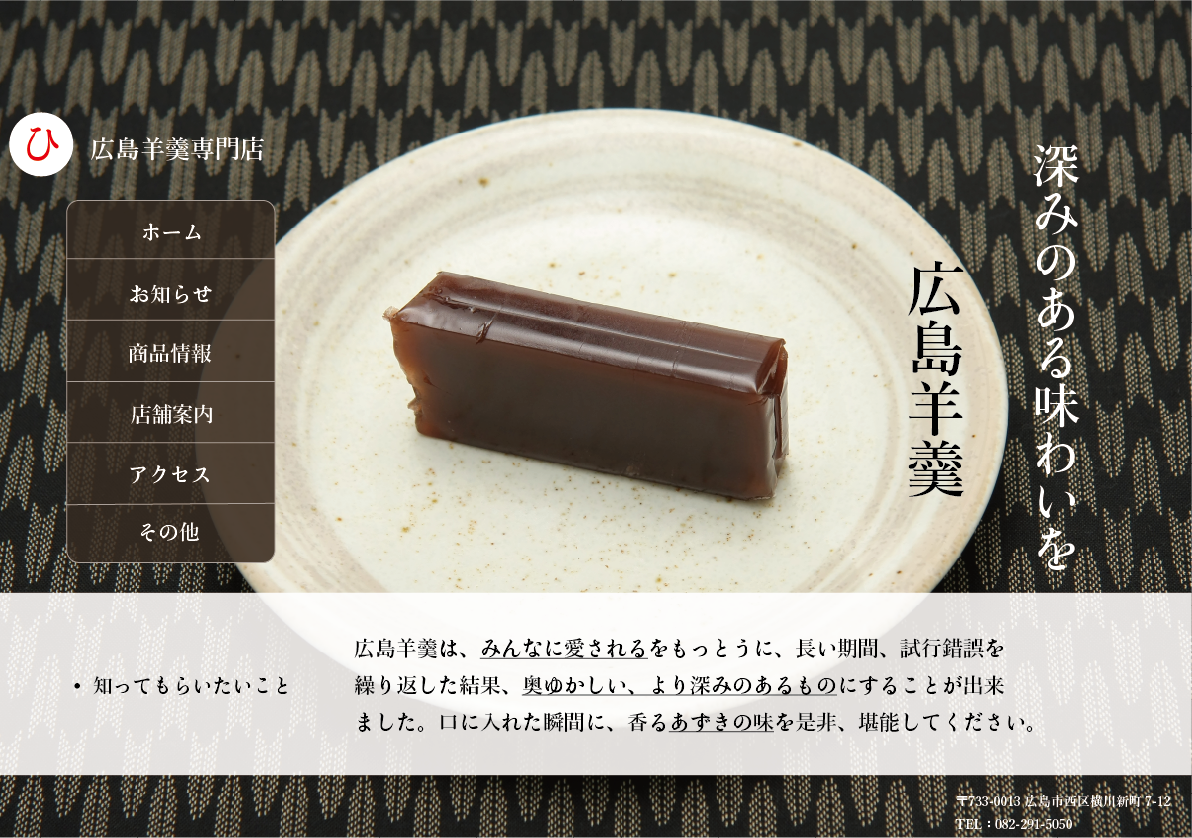 ひ 広島羊羹専門店
ホーム
お知らせ
商品情報
店舗案内
アクセス
その他
深みのある味わいを
広島羊羹
• 知ってもらいたいこと
広島羊羹は、みんなに愛されるをもっとうに、長い期間、試行錯誤を
繰り返した結果、奥ゆかしい、より深みのあるものにすることが出来
ました。口に入れた瞬間に、香るあずきの味を是非、堪能してください。
〒733-0013 広島市西区横川新町 7-12
TEL：082-291-5050